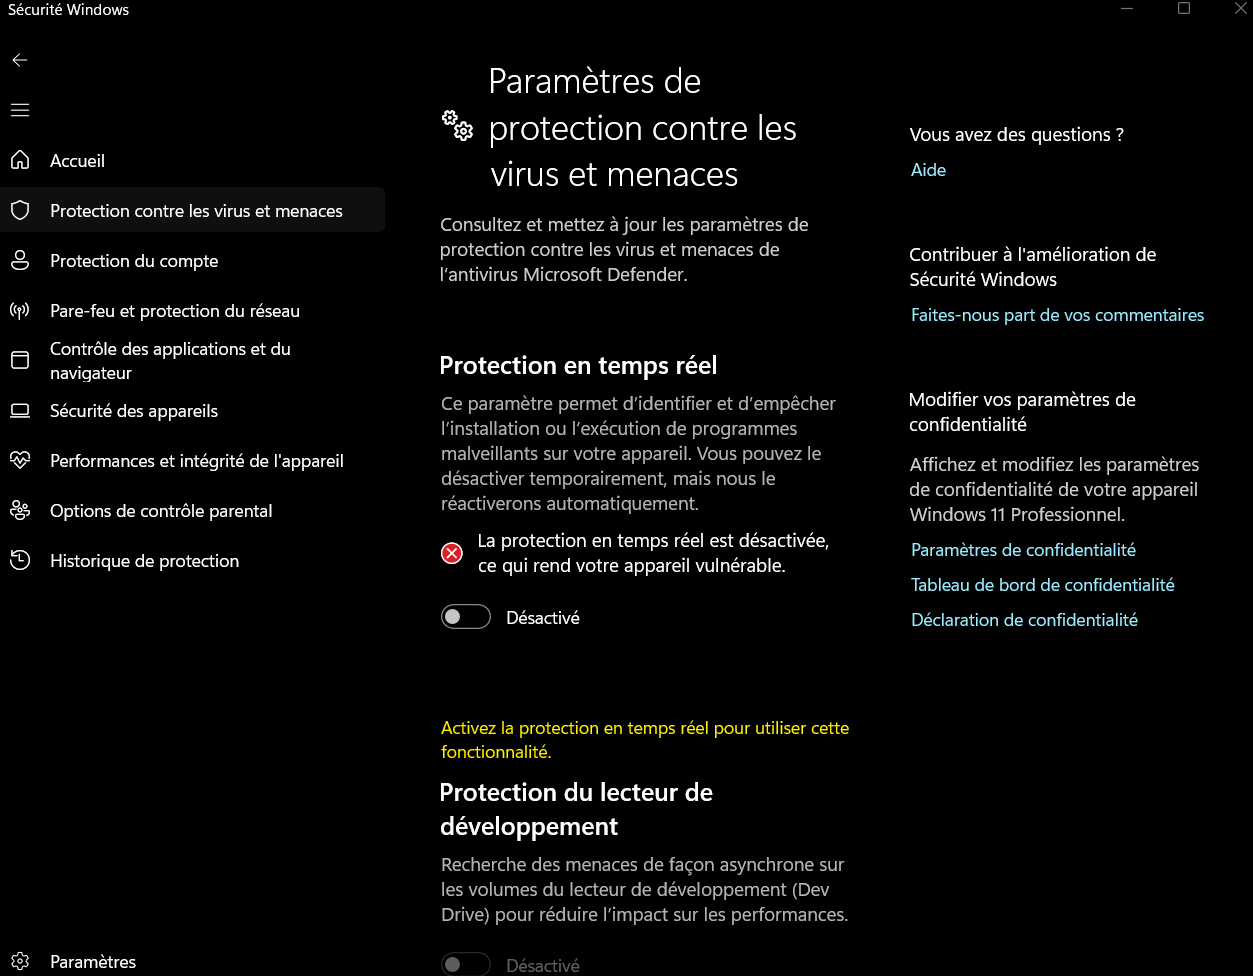 Sécurité Windows
Accueil
Protection contre les virus et menaces
Protection du compte
Pare-feu et protection du réseau
Contrôle des applications et du
navigateur
Sécurité des appareils
Performances et intégrité de l'appareil
Options de contrôle parental
Historique de protection
Paramètres
Paramètres de
protection contre les
virus et menaces
Consultez et mettez à jour les paramètres de
protection contre les virus et menaces de
l’antivirus Microsoft Defender.
Protection en temps réel
Ce paramètre permet d’identifier et d’empêcher
l’installation ou l’exécution de programmes
malveillants sur votre appareil. Vous pouvez le
désactiver temporairement, mais nous le
réactiverons automatiquement.
La protection en temps réel est désactivée,
ce qui rend votre appareil vulnérable.
Désactivé
Activez la protection en temps réel pour utiliser cette
fonctionnalité.
Protection du lecteur de
développement
Recherche des menaces de façon asynchrone sur
les volumes du lecteur de développement (Dev
Drive) pour réduire l’impact sur les performances.
Désactivé
Vous avez des questions ?
Aide
Contribuer à l'amélioration de
Sécurité Windows
Faites-nous part de vos commentaires
Modifier vos paramètres de
confidentialité
Affichez et modifiez les paramètres
de confidentialité de votre appareil
Windows 11 Professionnel.
Paramètres de confidentialité
Tableau de bord de confidentialité
Déclaration de confidentialité